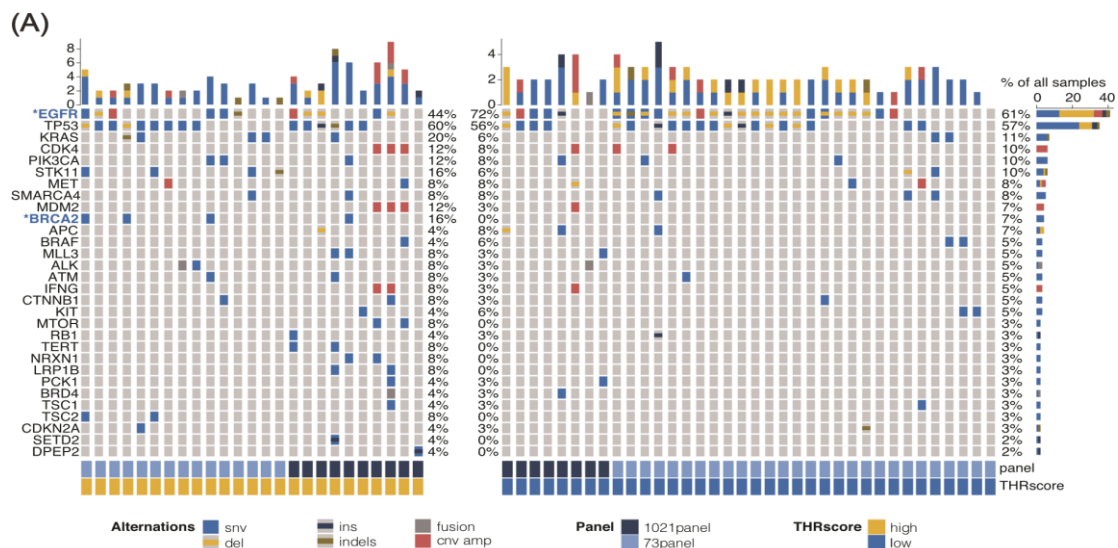 (A)
8
6
4
2
0
4
2
0
% of all samples
0 20 40
*EGFR 44% 72% 61%
TP53 60% 56% 57%
KRAS 20% 6% 11%
CDK4 12% 8% 10%
PIK3CA 12% 8% 10%
STK11 16% 6% 10%
MET 8% 8% 8%
SMARCA4 8% 8% 8%
MDM2 12% 3% 7%
*BRCA2 16% 0% 7%
APC 4% 8% 7%
BRAF 4% 6% 5%
MLL3 8% 3% 5%
ALK 8% 3% 5%
ATM 8% 3% 5%
IFNG 8% 3% 5%
CTNNB1 8% 3% 5%
KIT 4% 6% 5%
MTOR 8% 0% 3%
RB1 4% 3% 3%
TERT 8% 0% 3%
NRXN1 8% 0% 3%
LRP1B 8% 0% 3%
PCK1 4% 3% 3%
BRD4 4% 3% 3%
TSC1 4% 3% 3%
TSC2 8% 0% 3%
CDKN2A 4% 3% 3%
SETD2 4% 0% 2%
DPEP2 4% 0% 2%
panel
THRscore
Alternations snv ins fusion Panel 1021panel THRscore high
del indels cnv amp 73panel low